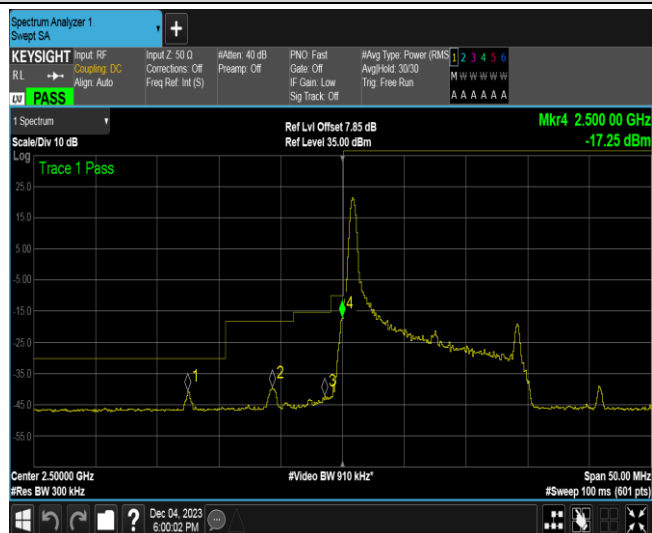 Spectrum Analyzer 1
Swept SA
+
KEYSIGHT
RL
LXI PASS
Input: RF
Coupling: DC
Align: Auto
Input Z: 50 Ω
Corrections: Off
Freq Ref: Int (S)
#Atten: 40 dB
Preamp: Off
PNO: Fast
Gate: Off
IF Gain: Low
Sig Track: Off
#Avg Type: Power (RMS
Avg|Hold: 30/30
Trig: Free Run
1 2 3 4 5 6
M W W W W W
A A A A A A
1 Spectrum
Scale/Div 10 dB
Ref Lvl Offset 7.85 dB
Ref Level 35.00 dBm
Mkr4 2.500 00 GHz
-17.25 dBm
Log
Trace 1 Pass
25.0
15.0
5.00
-5.00
-15.0
-25.0
-35.0
-45.0
-55.0
1
2
3
4
Center 2.50000 GHz
#Res BW 300 kHz
#Video BW 910 kHz*
Span 50.00 MHz
#Sweep 100 ms (601 pts)
?
Dec 04, 2023
6:00:02 PM